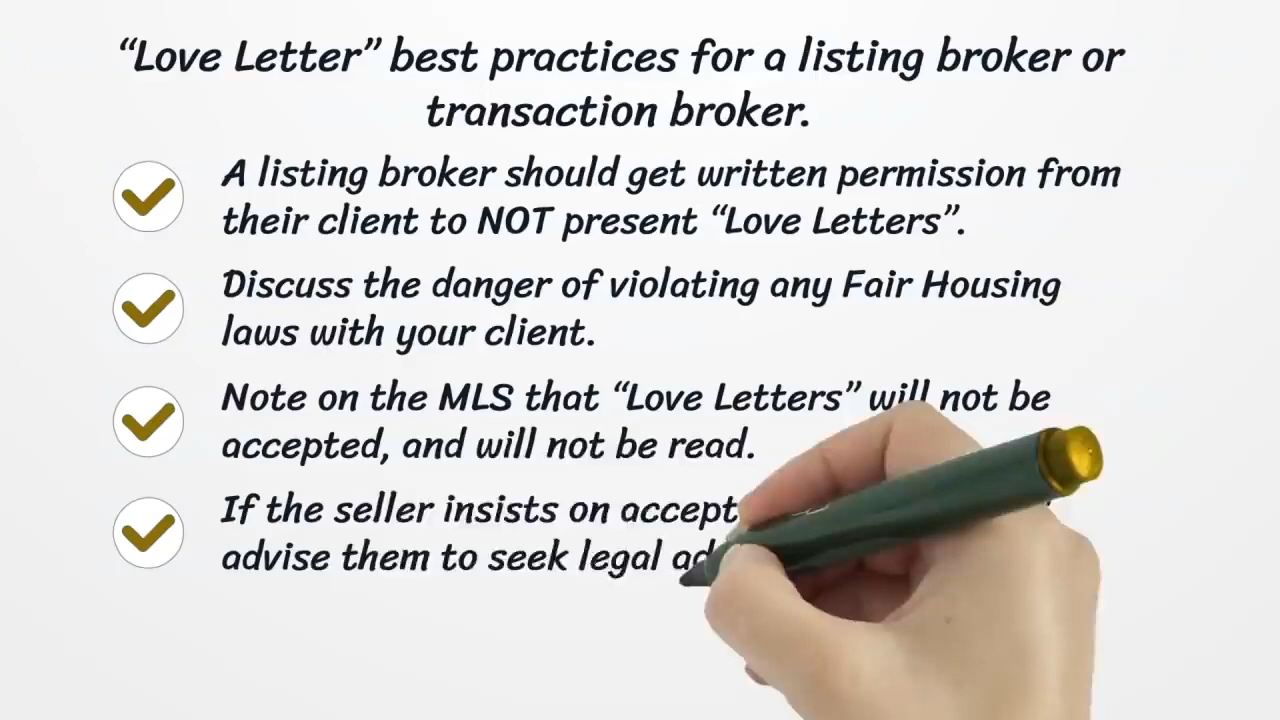 “Love Letter” best practices for a listing broker or
transaction broker.
A listing broker should get written permission from
their client to NOT present “Love Letters”.
Discuss the danger of violating any Fair Housing
laws with your client.
Note on the MLS that “Love Letters” will not be
accepted, and will not be read.
If the seller insists on
advise them to seek legal